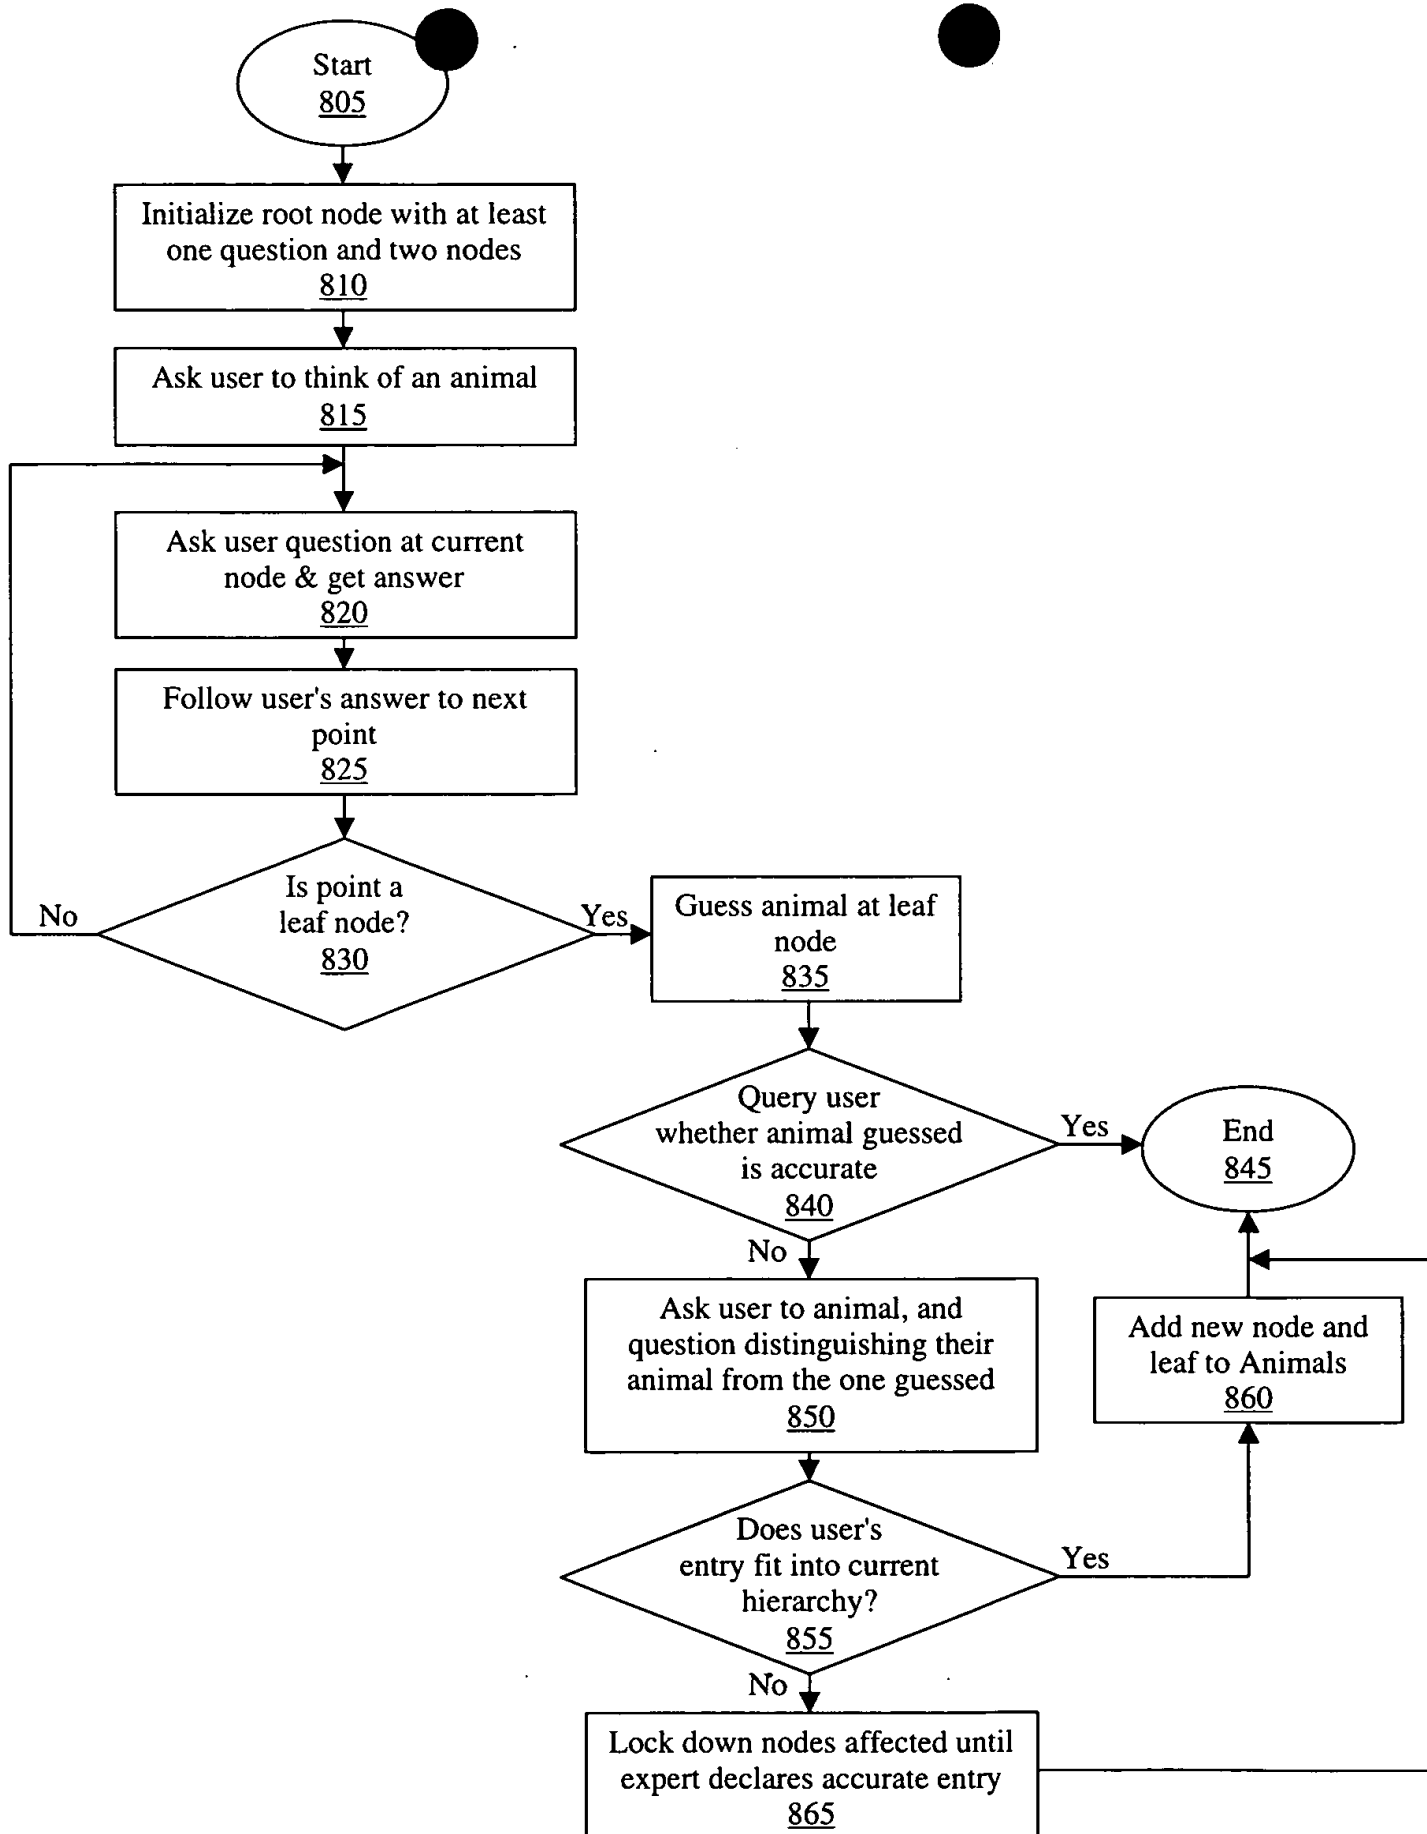 Start
805
Initialize root node with at least
one question and two nodes
810
Ask user to think of an animal
815
Ask user question at current
node & get answer
820
Follow user's answer to next
point
825
Is point a
leaf node?
830
No
Yes
Guess animal at leaf
node
835
Query user
whether animal guessed
is accurate
840
Yes
End
845
No
Ask user to animal, and
question distinguishing their
animal from the one guessed
850
Add new node and
leaf to Animals
860
Does user's
entry fit into current
hierarchy?
855
Yes
No
Lock down nodes affected until
expert declares accurate entry
865